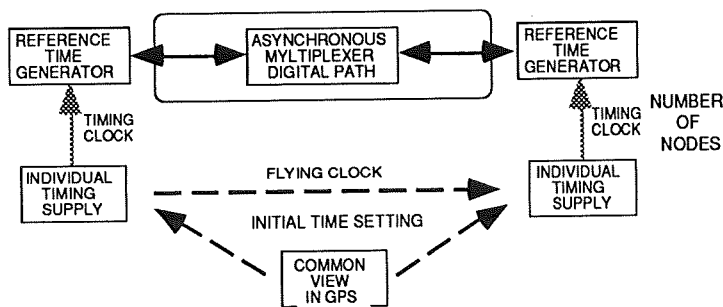 REFERENCE
TIME
GENERATOR
ASYNCHRONOUS
MYLTIPLEXER
DIGITAL PATH
REFERENCE
TIME
GENERATOR
TIMING
CLOCK
TIMING
CLOCK
NUMBER
OF
NODES
INDIVIDUAL
TIMING
SUPPLY
FLYING CLOCK
INDIVIDUAL
TIMING
SUPPLY
INITIAL TIME SETTING
COMMON
VIEW
IN GPS